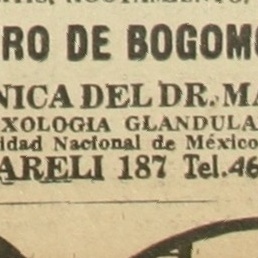 RO DE BOGOMO
NICA DEL DR. MA
XOLOGIA GLANDULA
idad Nacional de México
ARELI 187 Tel. 46